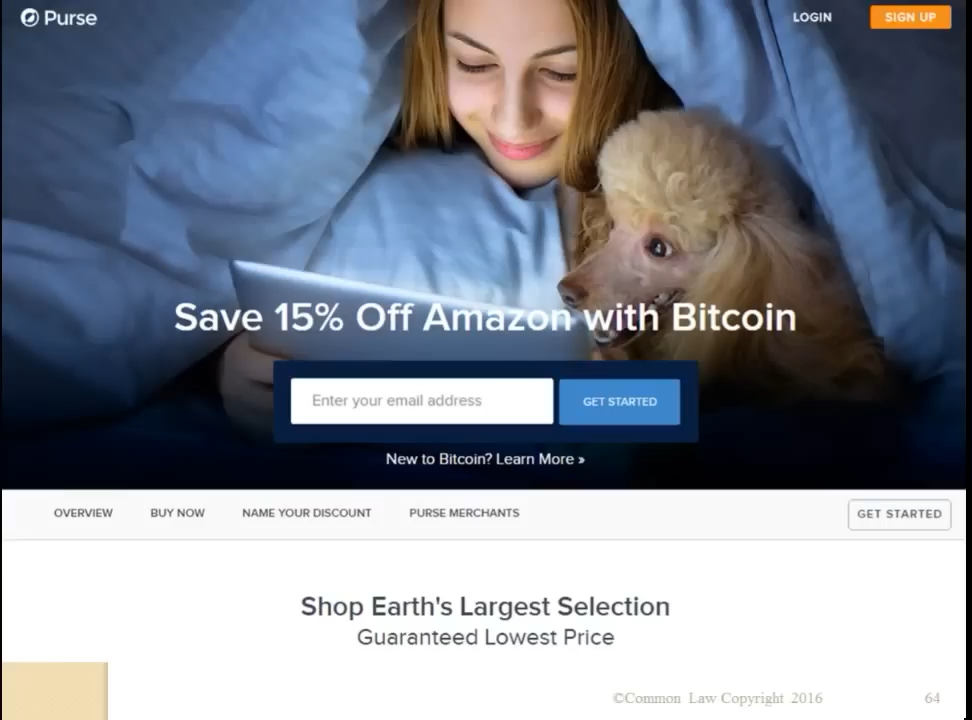 Purse
LOGIN
SIGN UP
Save 15% Off Amazon with Bitcoin
Enter your email address
GET STARTED
New to Bitcoin? Learn More »
OVERVIEW
BUY NOW
NAME YOUR DISCOUNT
PURSE MERCHANTS
GET STARTED
Shop Earth's Largest Selection
Guaranteed Lowest Price
©Common Law Copyright 2016
64